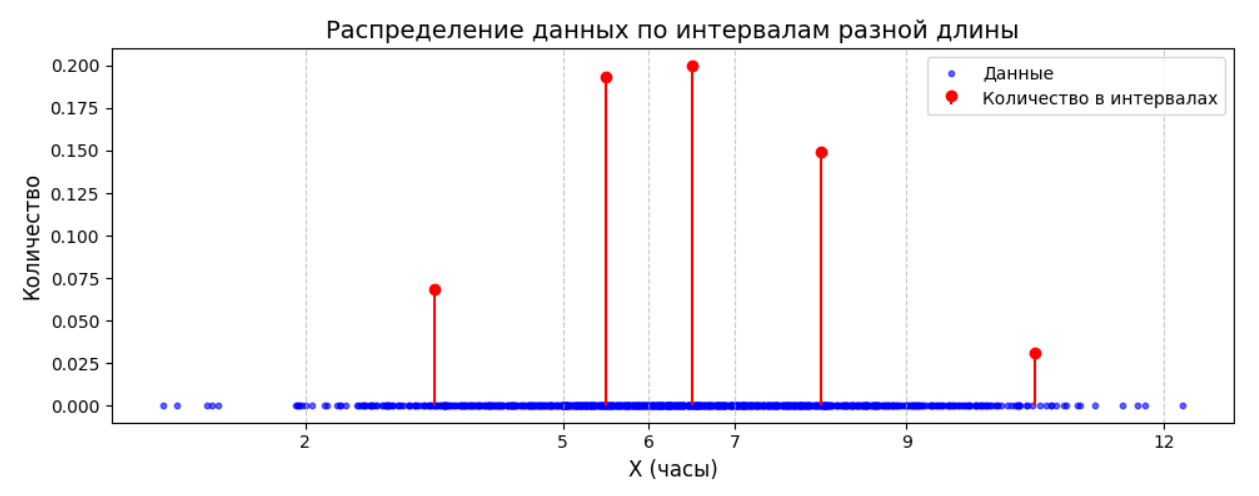 Распределение данных по интервалам разной длины
Данные
Количество в интервалах
Количество
0.200
0.175
0.150
0.125
0.100
0.075
0.050
0.025
0.000
2 5 6 7 9 12
X (часы)